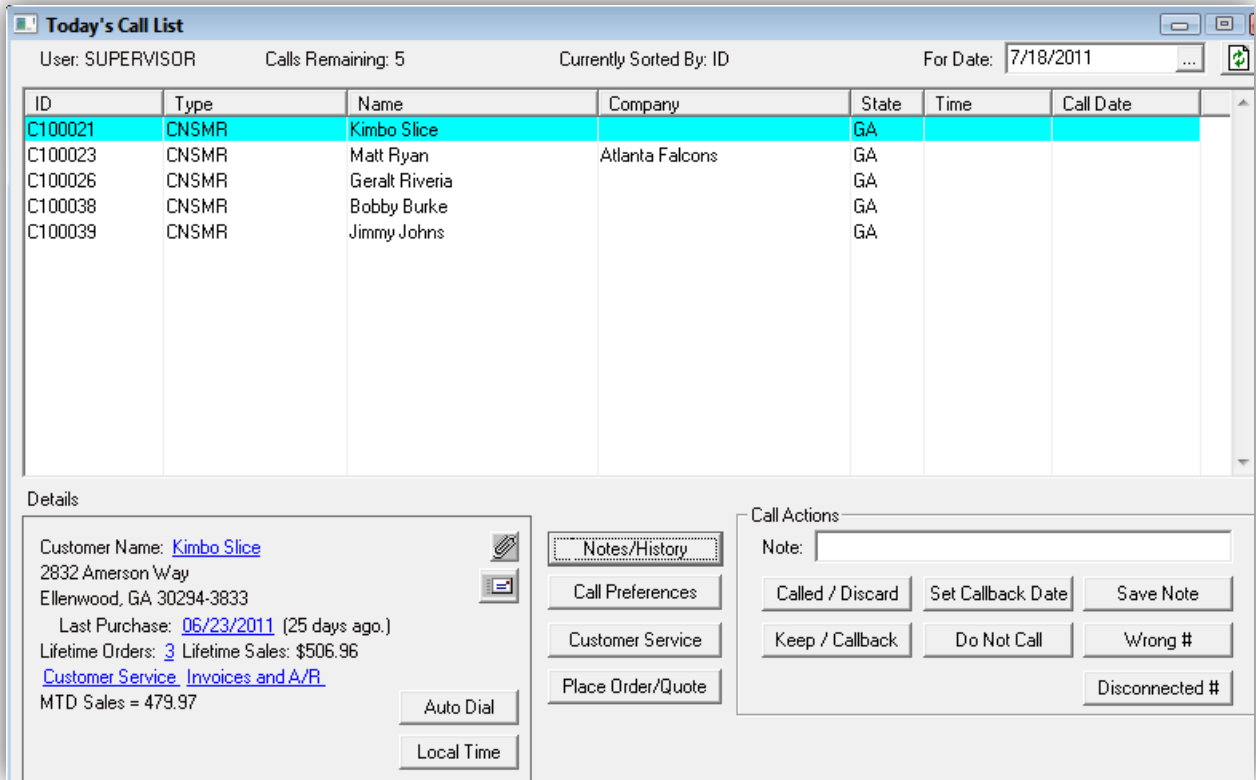 Today's Call List
User: SUPERVISOR Calls Remaining: 5 Currently Sorted By: ID For Date: 7/18/2011 ...
ID Type Name Company State Time Call Date
C100021 CNSMR Kimbo Slice GA
C100023 CNSMR Matt Ryan Atlanta Falcons GA
C100026 CNSMR Geralt Riveria GA
C100038 CNSMR Bobby Burke GA
C100039 CNSMR Jimmy Johns GA
Details
Customer Name: Kimbo Slice
2832 Amerson Way
Ellenwood, GA 30294-3833
Last Purchase: 06/23/2011 (25 days ago.)
Lifetime Orders: 3 Lifetime Sales: $506.96
Customer Service Invoices and A/R
MTD Sales = 479.97
Auto Dial
Local Time
Notes/History
Call Preferences
Customer Service
Place Order/Quote
Call Actions
Note:
Called / Discard Set Callback Date Save Note
Keep / Callback Do Not Call Wrong #
Disconnected #